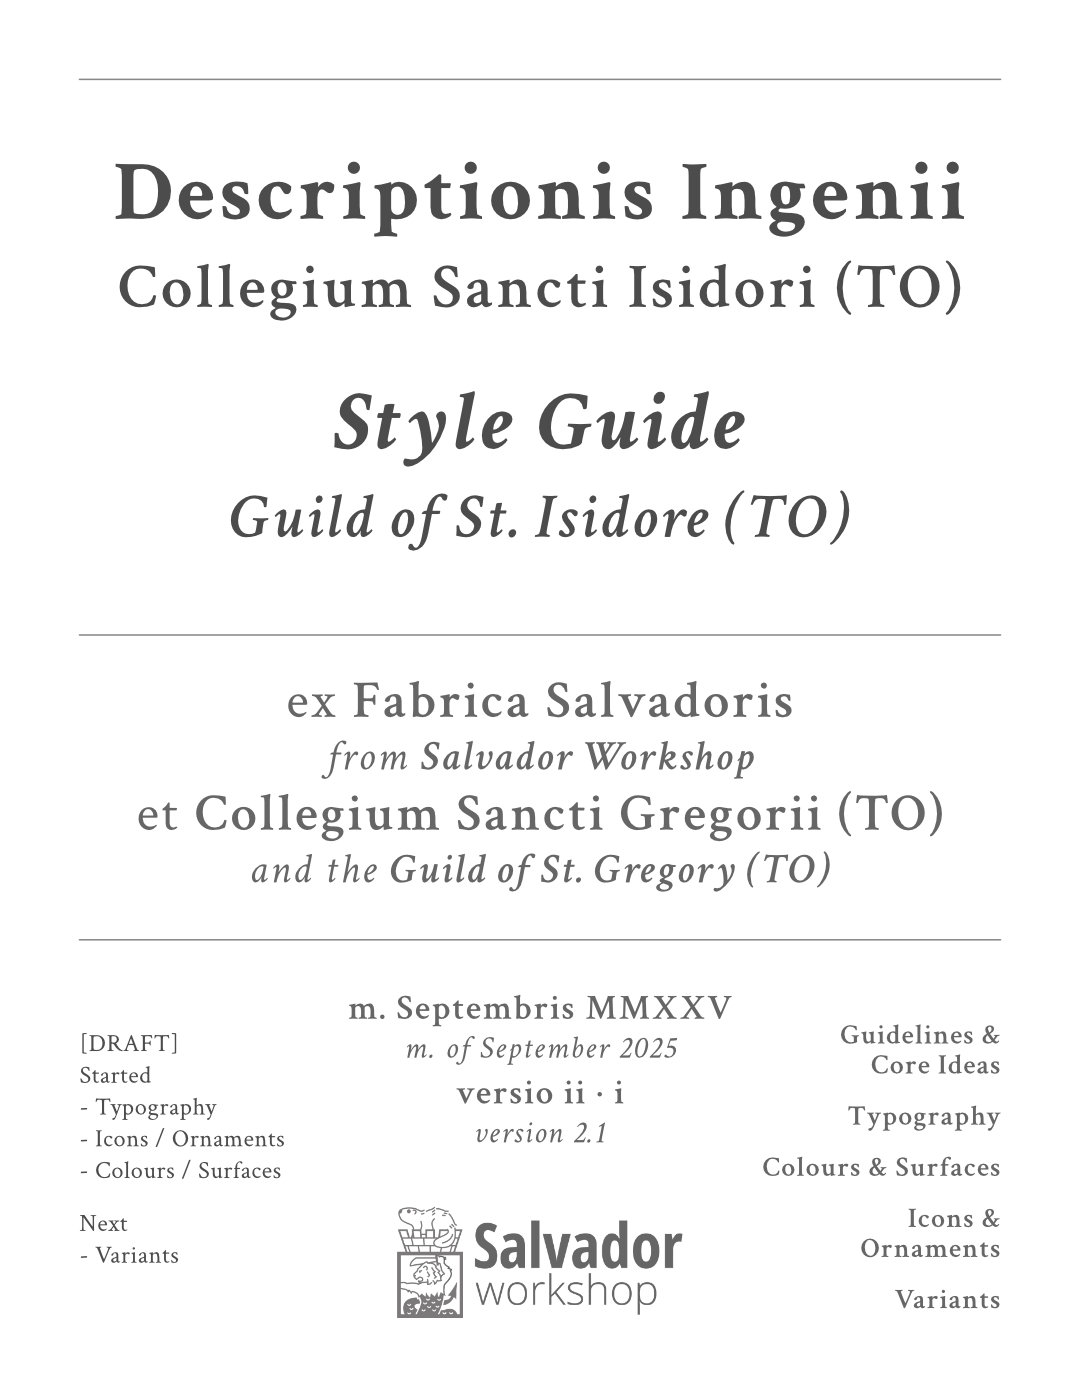 Descriptionis Ingenii
Collegium Sancti Isidori (TO)
Style Guide
Guild of St. Isidore (TO)
ex Fabrica Salvadoris
from Salvador Workshop
et Collegium Sancti Gregorii (TO)
and the Guild of St. Gregory (TO)
m. Septembris MMXXV
m. of September 2025
versio ii · i
version 2.1
[DRAFT]
Started
- Typography
- Icons / Ornaments
- Colours / Surfaces
Next
- Variants
Salvador
workshop
Guidelines &
Core Ideas
Typography
Colours & Surfaces
Icons &
Ornaments
Variants